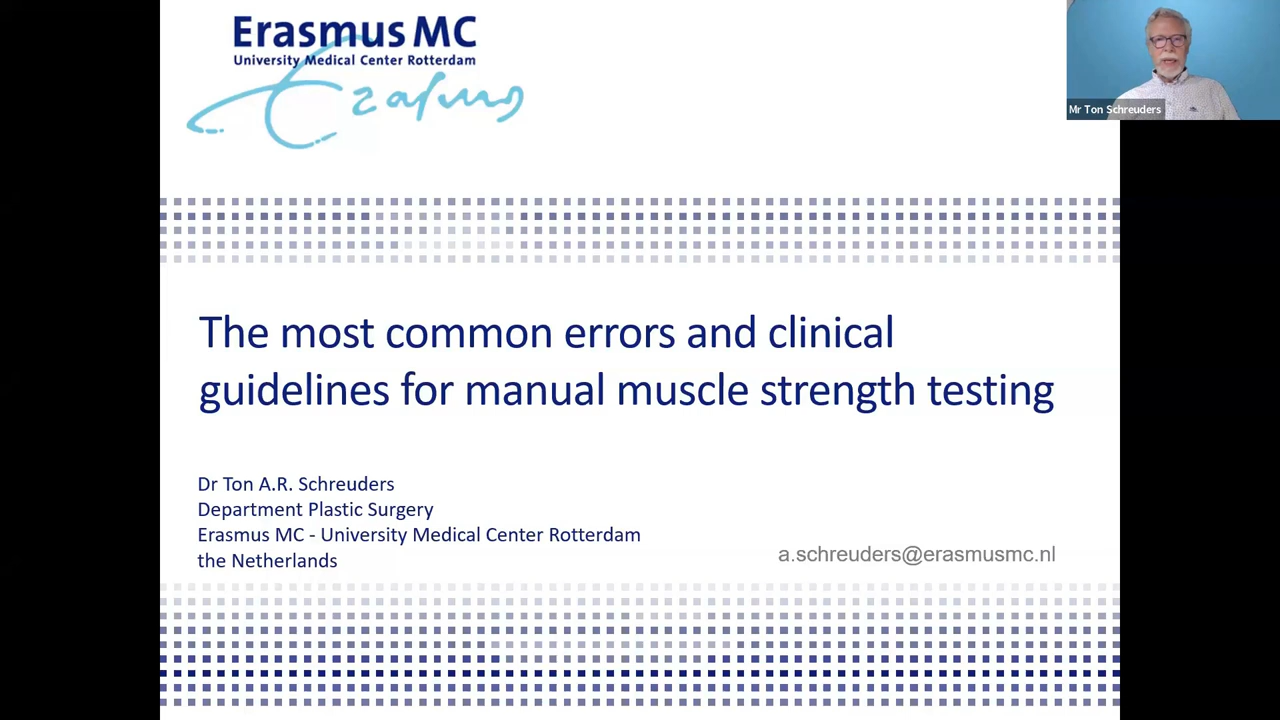 Erasmus MC
University Medical Center Rotterdam
Erasmus
Mr Ton Schreuders
The most common errors and clinical
guidelines for manual muscle strength testing
Dr Ton A.R. Schreuders
Department Plastic Surgery
Erasmus MC - University Medical Center Rotterdam
the Netherlands
a.schreuders@erasmusmc.nl